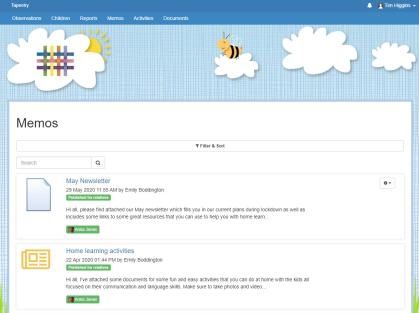 Tapestry
Tim Higgins
Observations Children Reports Memos Activities Documents
Memos
Filter & Sort
Search
May Newsletter
29 May 2020 11:55 AM by Emily Boddington
Published for relatives
Hi all, please find attached our May newsletter which fills you in our current plans during lockdown as well as
includes some links to some great resources that you can use to help you with home learn...
Home learning activities
22 Apr 2020 01:44 PM by Emily Boddington
Published for relatives
Hi all, I've attached some documents for some fun and easy activities that you can do at home with the kids all
focused on their communication and language skills. Make sure to take photos and video...